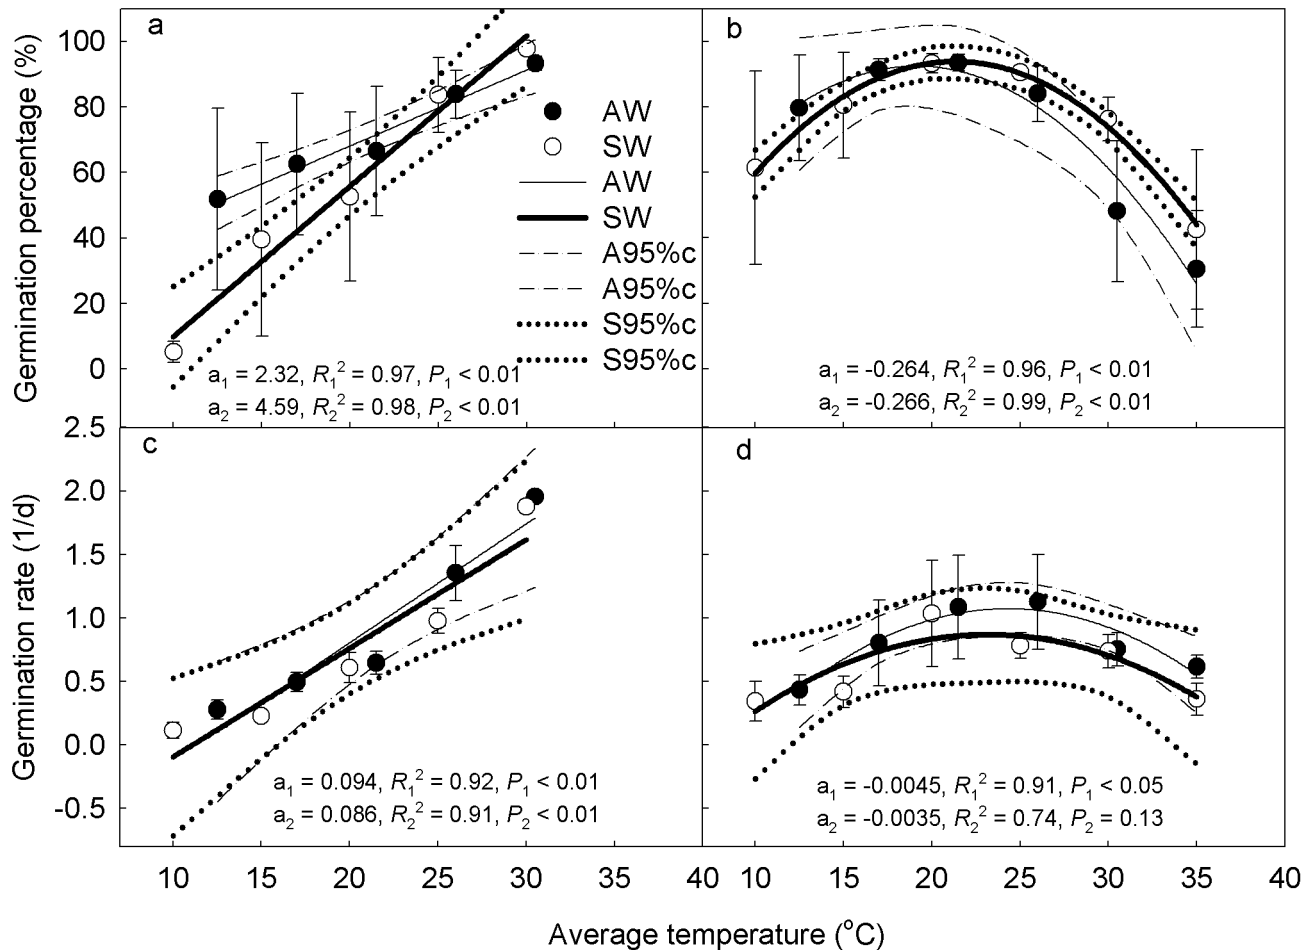 a
b
Germination percentage (%)
100
80
60
40
20
0
AW
SW
AW
SW
A95%c
A95%c
S95%c
S95%c
a₁ = 2.32, R₁² = 0.97, P₁ < 0.01
a₂ = 4.59, R₂² = 0.98, P₂ < 0.01
a₁ = -0.264, R₁² = 0.96, P₁ < 0.01
a₂ = -0.266, R₂² = 0.99, P₂ < 0.01
c
d
Germination rate (1/d)
2.5
2.0
1.5
1.0
0.5
0.0
-0.5
a₁ = 0.094, R₁² = 0.92, P₁ < 0.01
a₂ = 0.086, R₂² = 0.91, P₂ < 0.01
a₁ = -0.0045, R₁² = 0.91, P₁ < 0.05
a₂ = -0.0035, R₂² = 0.74, P₂ = 0.13
10 15 20 25 30 35 40 10 15 20 25 30 35 40
Average temperature (°C)